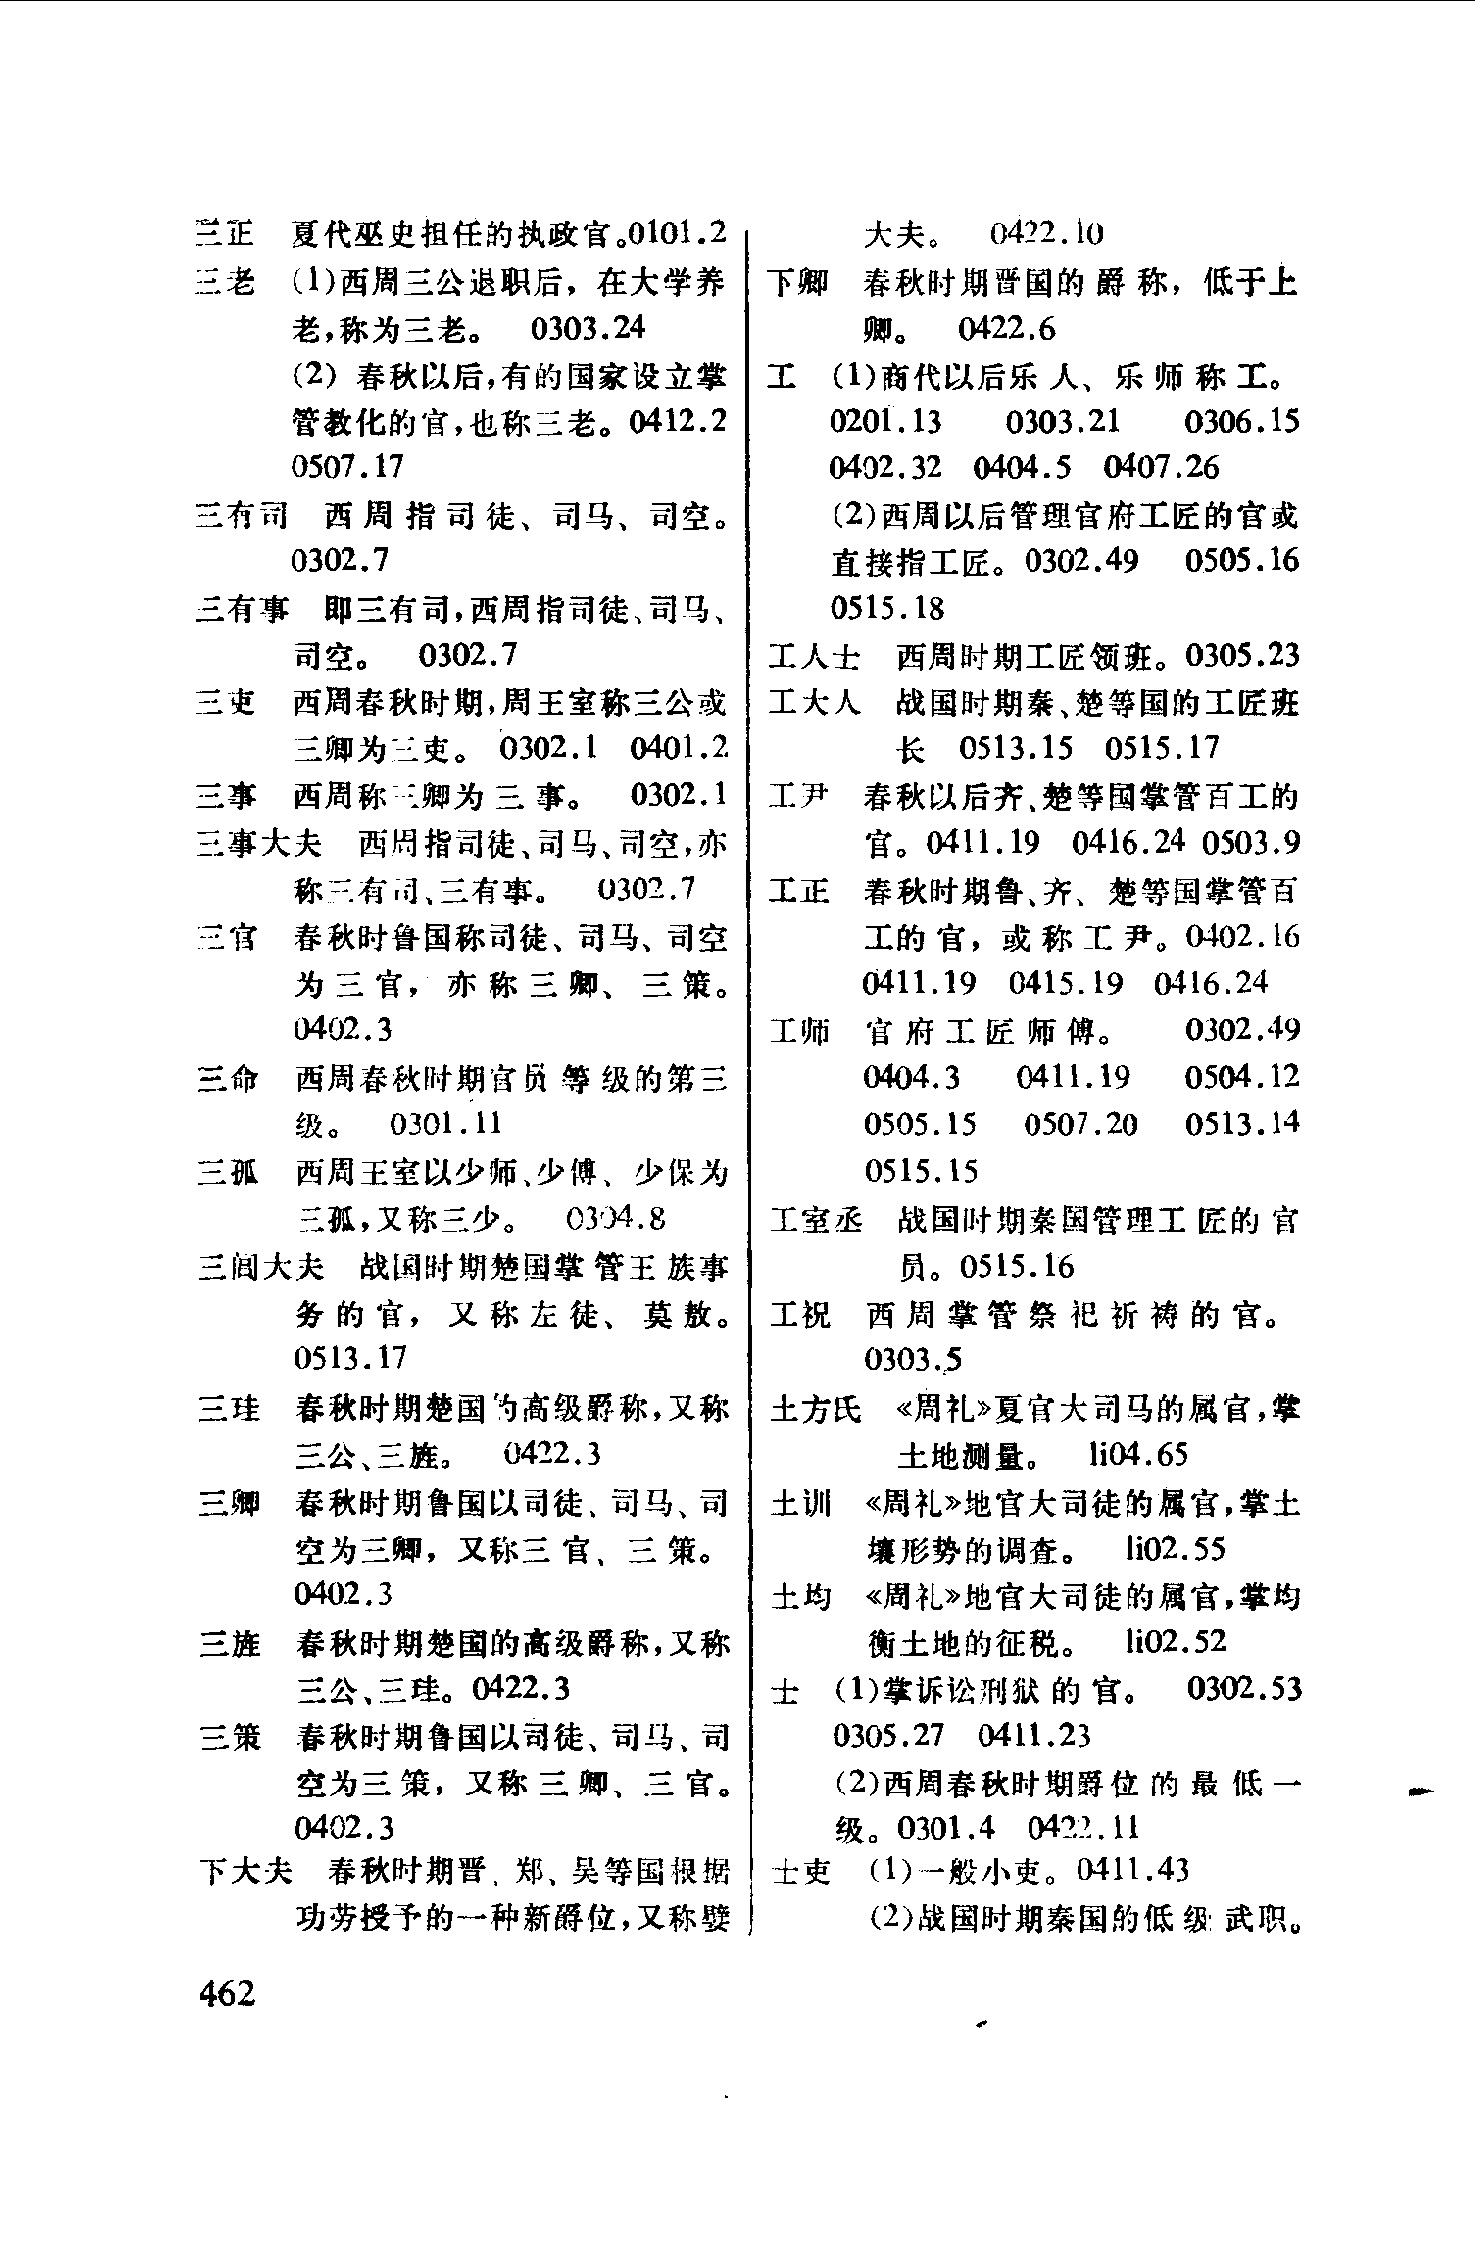 三正　夏代巫史担任的执政官。0101.2
三老　(1)西周三公退职后，在大学养
老，称为三老。　0303.24
(2) 春秋以后，有的国家设立掌
管教化的官，也称三老。0412.2
0507.17
三有司　西周指司徒、司马、司空。
0302.7
三有事　即三有司，西周指司徒、司马、
司空。　0302.7
三吏　西周春秋时期，周王室称三公或
三卿为三吏。　0302.1　0401.2
三事　西周称三卿为三事。　0302.1
三事大夫　西周指司徒、司马、司空，亦
称三有司、三有事。　0302.7
三官　春秋时鲁国称司徒、司马、司空
为三官，亦称三卿、三策。
0402.3
三命　西周春秋时期官员等级的第三
级。　0301.11
三孤　西周王室以少师、少傅、少保为
三孤，又称三少。　0304.8
三闾大夫　战国时期楚国掌管王族事
务的官，又称左徒、莫敖。
0513.17
三珪　春秋时期楚国的高级爵称，又称
三公、三旌。　0422.3
三卿　春秋时期鲁国以司徒、司马、司
空为三卿，又称三官、三策。
0402.3
三旌　春秋时期楚国的高级爵称，又称
三公、三珪。0422.3
三策　春秋时期鲁国以司徒、司马、司
空为三策，又称三卿、三官。
0402.3
下大夫　春秋时期晋、郑、吴等国根据
功劳授予的一种新爵位，又称嬖
大夫。　0422.10
下卿　春秋时期晋国的爵称，低于上
卿。　0422.6
工　(1)商代以后乐人、乐师称工。
0201.13　0303.21　0306.15
0402.32　0404.5　0407.26
(2)西周以后管理官府工匠的官或
直接指工匠。0302.49　0505.16
0515.18
工人士　西周时期工匠领班。0305.23
工大人　战国时期秦、楚等国的工匠班
长　0513.15　0515.17
工尹　春秋以后齐、楚等国掌管百工的
官。0411.19　0416.24　0503.9
工正　春秋时期鲁、齐、楚等国掌管百
工的官，或称工尹。0402.16
0411.19　0415.19　0416.24
工师　官府工匠师傅。　0302.49
0404.3　0411.19　0504.12
0505.15　0507.20　0513.14
0515.15
工室丞　战国时期秦国管理工匠的官
员。0515.16
工祝　西周掌管祭祀祈祷的官。
0303.5
土方氏　《周礼》夏官大司马的属官，掌
土地测量。　li04.65
土训　《周礼》地官大司徒的属官，掌土
壤形势的调查。　li02.55
土均　《周礼》地官大司徒的属官，掌均
衡土地的征税。　li02.52
士　(1)掌诉讼刑狱的官。　0302.53
0305.27　0411.23
(2)西周春秋时期爵位的最低一
级。0301.4　0422.11
士吏　(1)一般小吏。0411.43
(2)战国时期秦国的低级武职。
462